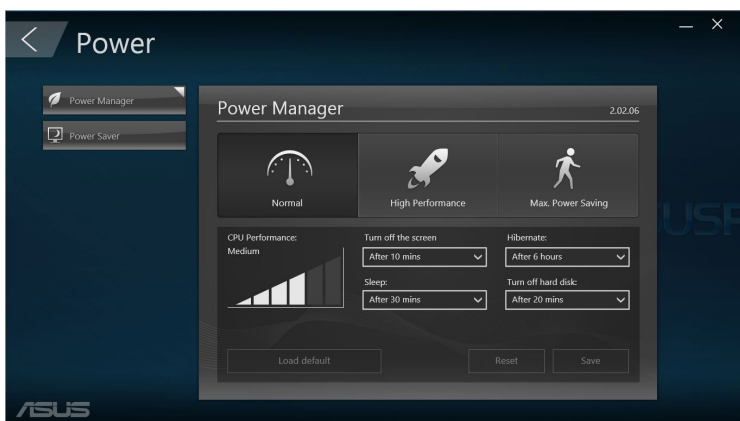 Power
Power Manager
Power Saver
Power Manager
2.02.06
Normal
High Performance
Max. Power Saving
CPU Performance:
Medium
Turn off the screen
After 10 mins
Hibernate:
After 6 hours
Sleep:
After 30 mins
Turn off hard disk:
After 20 mins
Load default
Reset
Save
ASUS